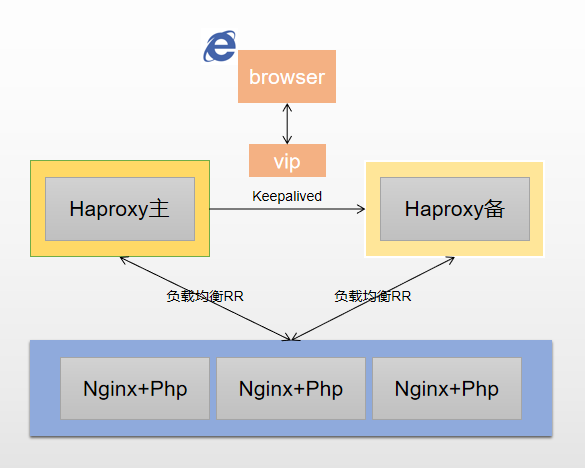 browser
vip
Keepalived
Haproxy主
Haproxy备
负载均衡RR
负载均衡RR
Nginx+Php
Nginx+Php
Nginx+Php